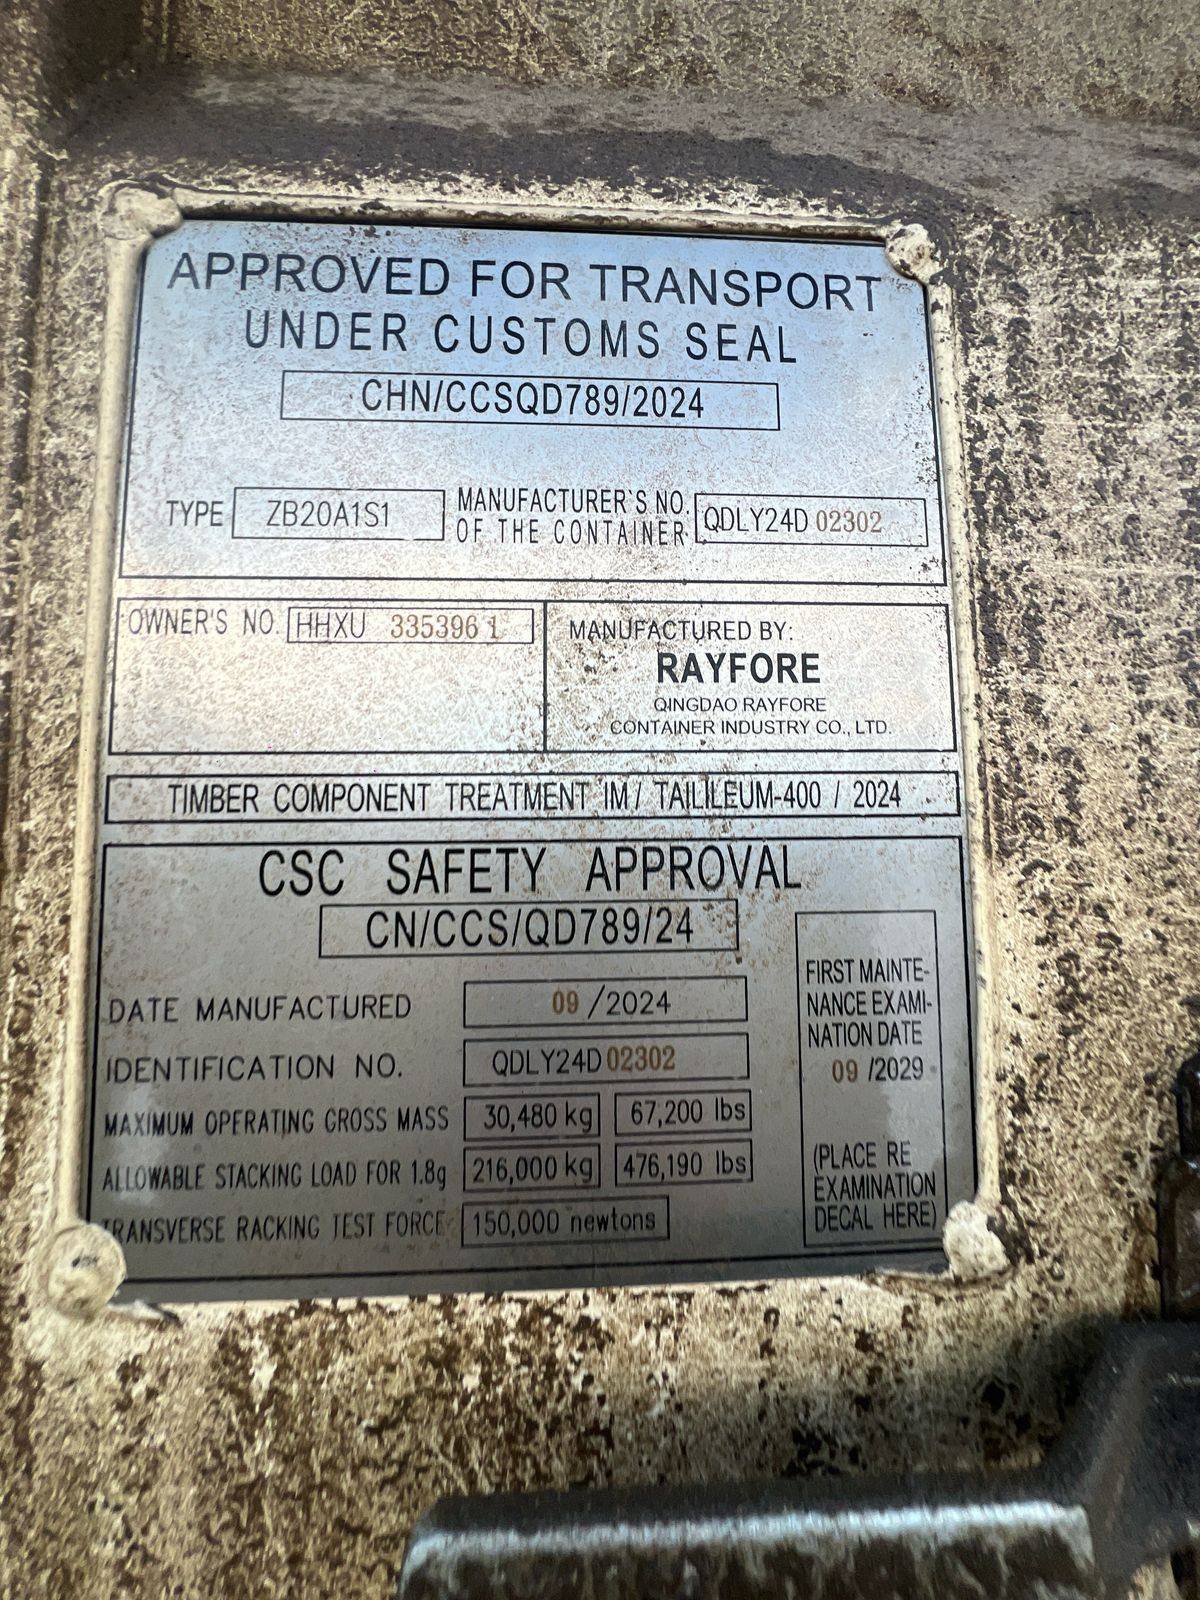 APPROVED FOR TRANSPORT
UNDER CUSTOMS SEAL
CHN/CCSQD789/2024
TYPE ZB20A1S1 MANUFACTURER'S NO. OF THE CONTAINER QDLY24D 02302
OWNER'S NO. HHXU 335396 1
MANUFACTURED BY:
RAYFORE
QINGDAO RAYFORE
CONTAINER INDUSTRY CO., LTD.
TIMBER COMPONENT TREATMENT IM / TAILILEUM-400 / 2024
CSC SAFETY APPROVAL
CN/CCS/QD789/24
DATE MANUFACTURED 09 /2024
IDENTIFICATION NO. QDLY24D 02302
MAXIMUM OPERATING GROSS MASS 30,480 kg 67,200 lbs
ALLOWABLE STACKING LOAD FOR 1.8g 216,000 kg 476,190 lbs
TRANSVERSE RACKING TEST FORCE 150,000 newtons
FIRST MAINTE-
NANCE EXAMI-
NATION DATE
09 /2029
(PLACE RE
EXAMINATION
DECAL HERE)